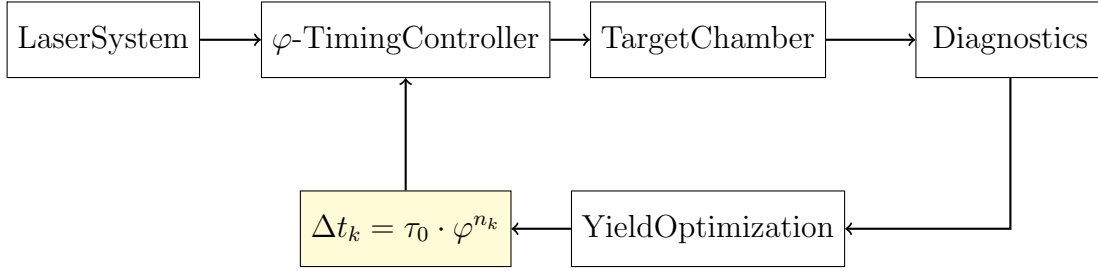 LaserSystem
φ-TimingController
TargetChamber
Diagnostics
Δt_k = τ_0 · φ^{n_k}
YieldOptimization